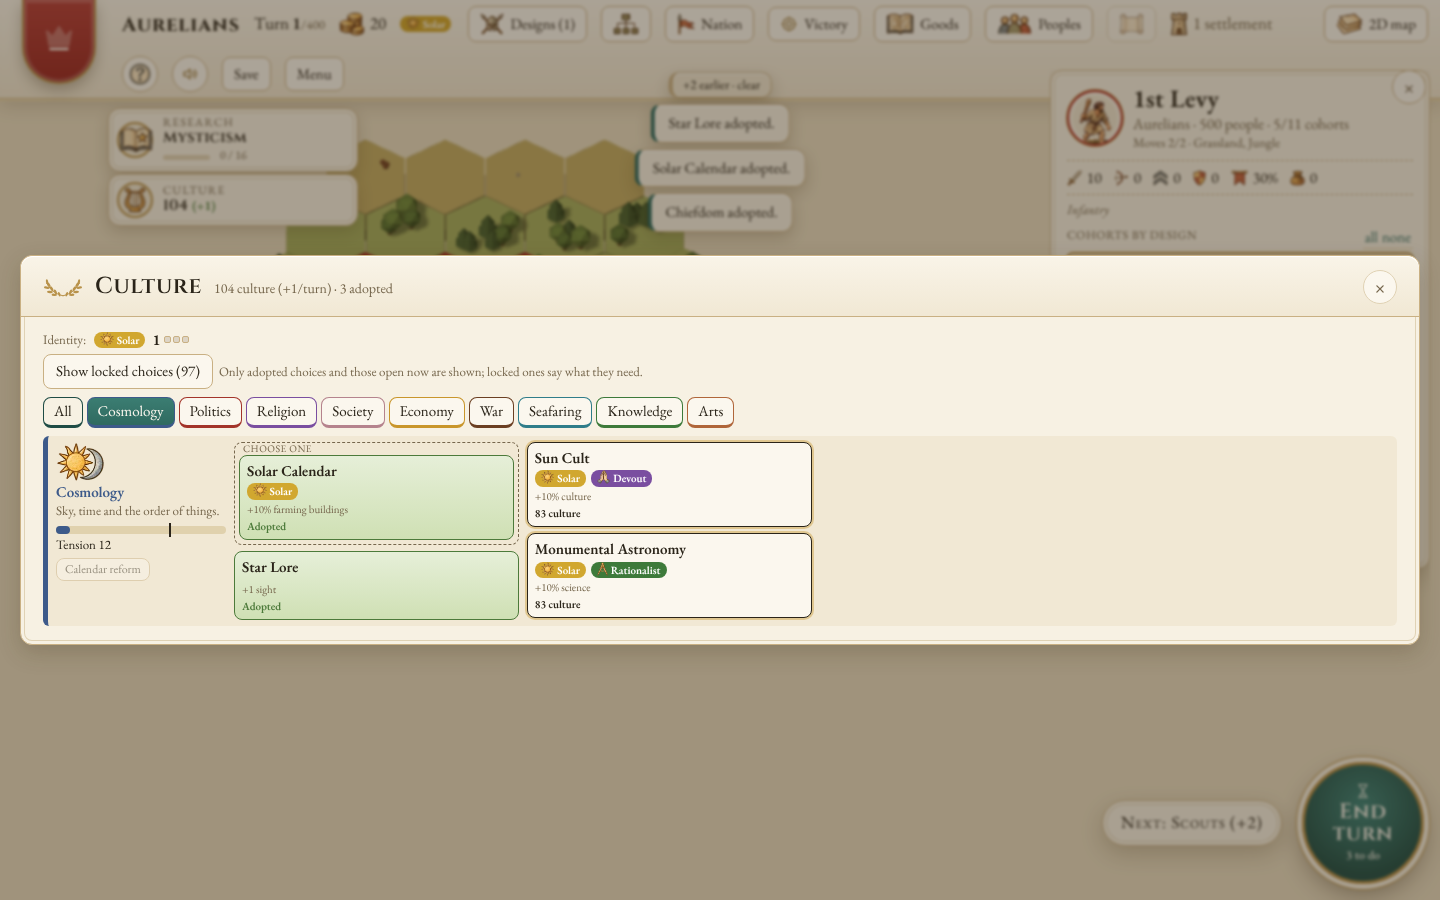 Aurelians Turn 1/400 20 Solar Designs (1) Nation Victory Goods Peoples 1 settlement 2D map
Save Menu
+2 earlier · clear
Research
Mysticism
0 / 16
Culture
104 (+1)
Star Lore adopted.
Solar Calendar adopted.
Chiefdom adopted.
1st Levy
Aurelians · 500 people · 5/11 cohorts
Moves 2/2 · Grassland, Jungle
10 0 0 0 30% 0
Infantry
Cohorts by design all none
Culture 104 culture (+1/turn) · 3 adopted ×
Identity: Solar 1
Show locked choices (97) Only adopted choices and those open now are shown; locked ones say what they need.
All Cosmology Politics Religion Society Economy War Seafaring Knowledge Arts
Cosmology
Sky, time and the order of things.
Tension 12
Calendar reform
CHOOSE ONE
Solar Calendar
Solar
+10% farming buildings
Adopted
Star Lore
+1 sight
Adopted
Sun Cult
Solar Devout
+10% culture
83 culture
Monumental Astronomy
Solar Rationalist
+10% science
83 culture
Next: Scouts (+2)
End
turn
3 to do